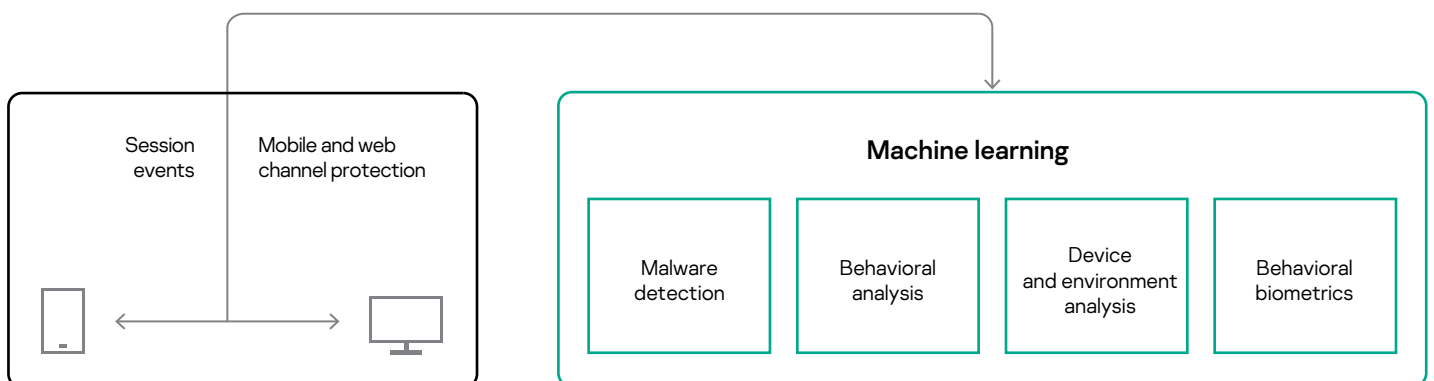 Session
events
Mobile and web
channel protection
Machine learning
Malware
detection
Behavioral
analysis
Device
and environment
analysis
Behavioral
biometrics